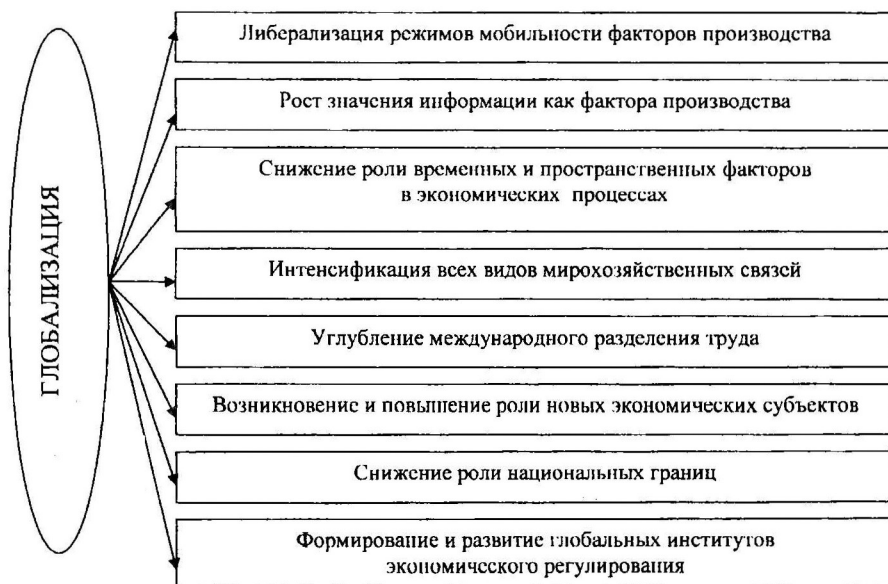 ГЛОБАЛИЗАЦИЯ
Либерализация режимов мобильности факторов производства
Рост значения информации как фактора производства
Снижение роли временных и пространственных факторов
в экономических процессах
Интенсификация всех видов мирохозяйственных связей
Углубление международного разделения труда
Возникновение и повышение роли новых экономических субъектов
Снижение роли национальных границ
Формирование и развитие глобальных институтов
экономического регулирования